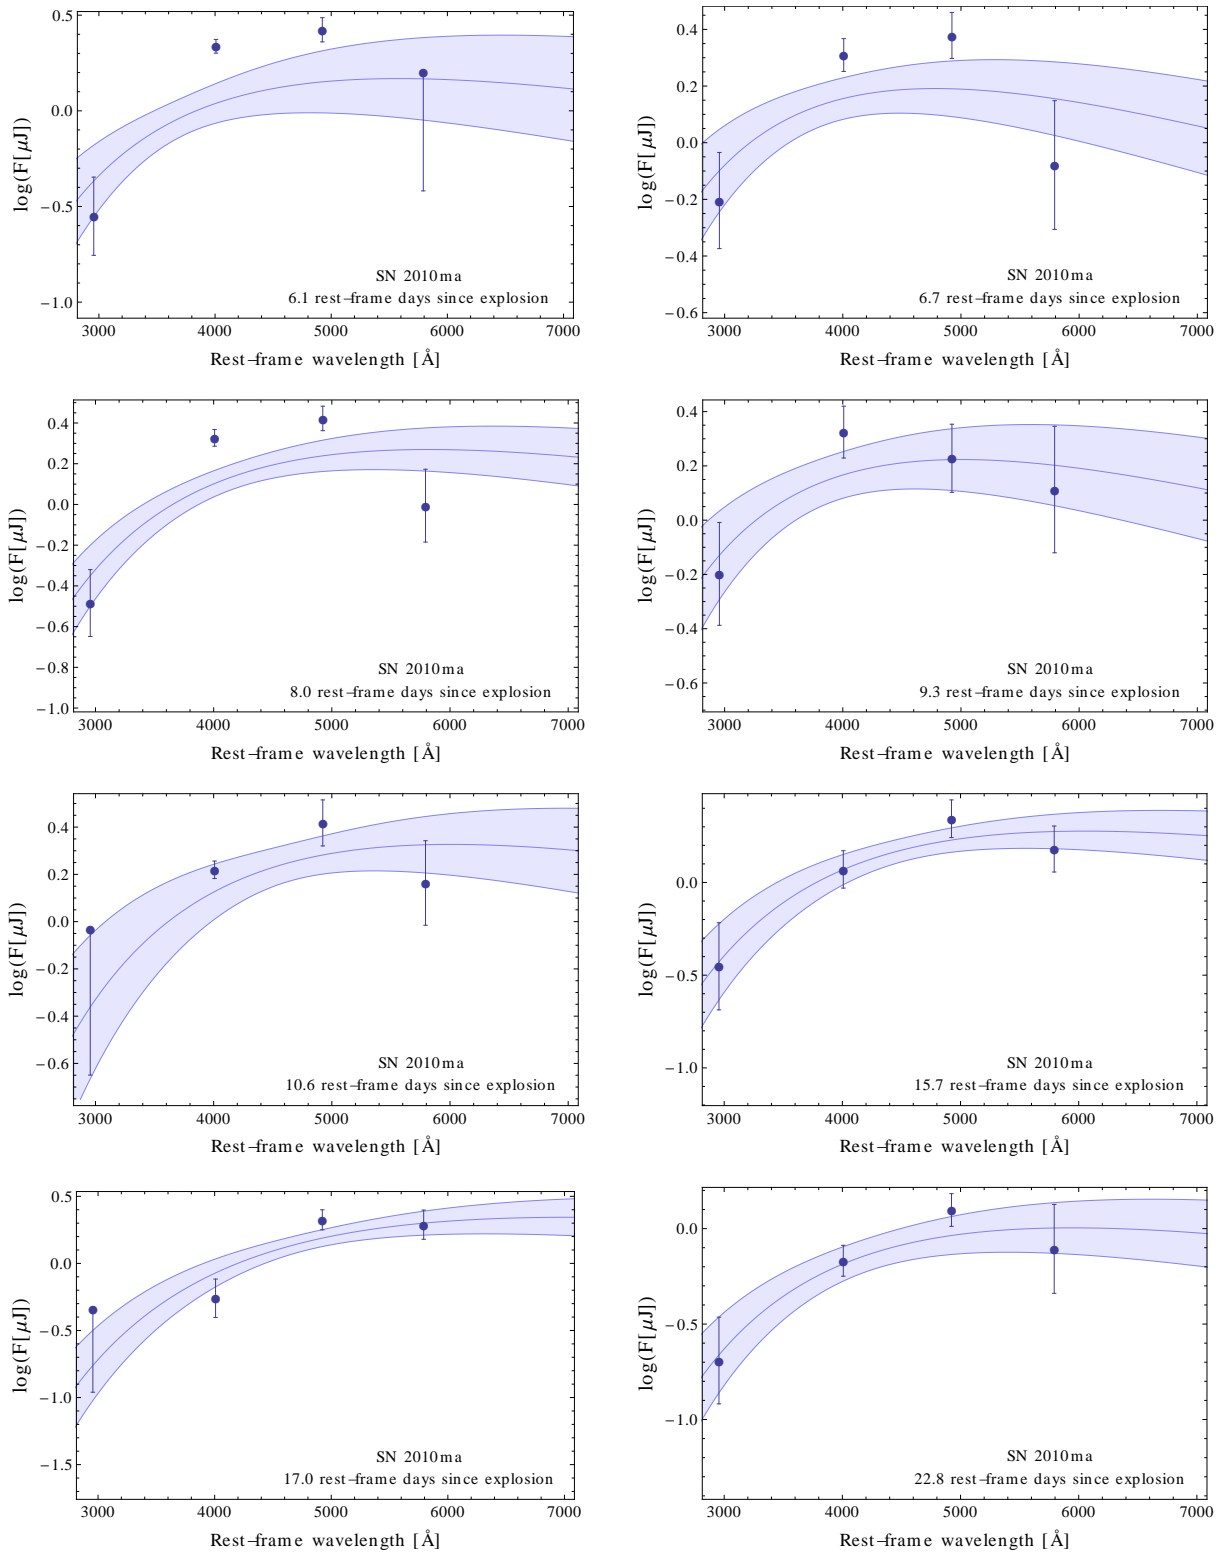 0.5
0.0
−0.5
−1.0
log(F[μJ])
SN 2010ma
6.1 rest−frame days since explosion
3000 4000 5000 6000 7000
Rest−frame wavelength [Å]
0.4
0.2
0.0
−0.2
−0.4
−0.6
log(F[μJ])
SN 2010ma
6.7 rest−frame days since explosion
3000 4000 5000 6000 7000
Rest−frame wavelength [Å]
0.4
0.2
0.0
−0.2
−0.4
−0.6
−0.8
−1.0
log(F[μJ])
SN 2010ma
8.0 rest−frame days since explosion
3000 4000 5000 6000 7000
Rest−frame wavelength [Å]
0.4
0.2
0.0
−0.2
−0.4
−0.6
log(F[μJ])
SN 2010ma
9.3 rest−frame days since explosion
3000 4000 5000 6000 7000
Rest−frame wavelength [Å]
0.4
0.2
0.0
−0.2
−0.4
−0.6
log(F[μJ])
SN 2010ma
10.6 rest−frame days since explosion
3000 4000 5000 6000 7000
Rest−frame wavelength [Å]
0.0
−0.5
−1.0
log(F[μJ])
SN 2010ma
15.7 rest−frame days since explosion
3000 4000 5000 6000 7000
Rest−frame wavelength [Å]
0.5
0.0
−0.5
−1.0
−1.5
log(F[μJ])
SN 2010ma
17.0 rest−frame days since explosion
3000 4000 5000 6000 7000
Rest−frame wavelength [Å]
0.0
−0.5
−1.0
log(F[μJ])
SN 2010ma
22.8 rest−frame days since explosion
3000 4000 5000 6000 7000
Rest−frame wavelength [Å]